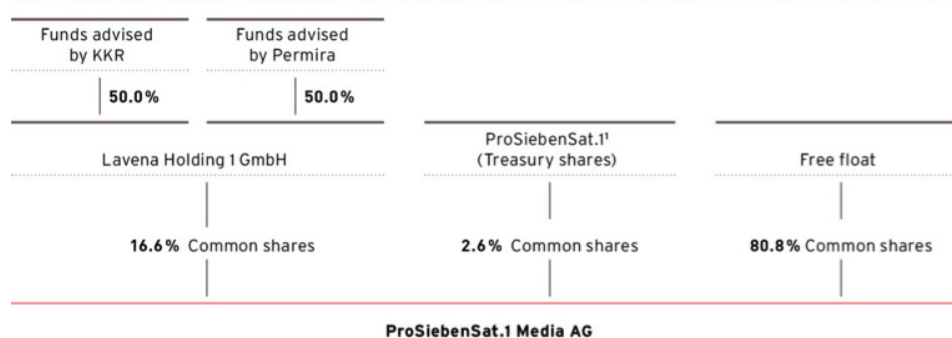 Funds advised
by KKR
Funds advised
by Permira
50.0%
50.0%
Lavena Holding 1 GmbH
ProSiebenSat.1¹
(Treasury shares)
Free float
16.6% Common shares
2.6% Common shares
80.8% Common shares
ProSiebenSat.1 Media AG